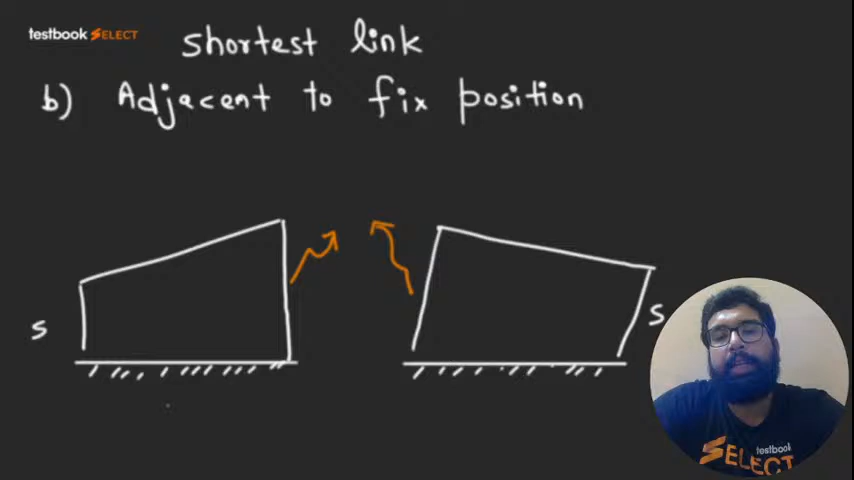 testbook SELECT
shortest link
b) Adjacent to fix position
S
S
testbook
SELECT